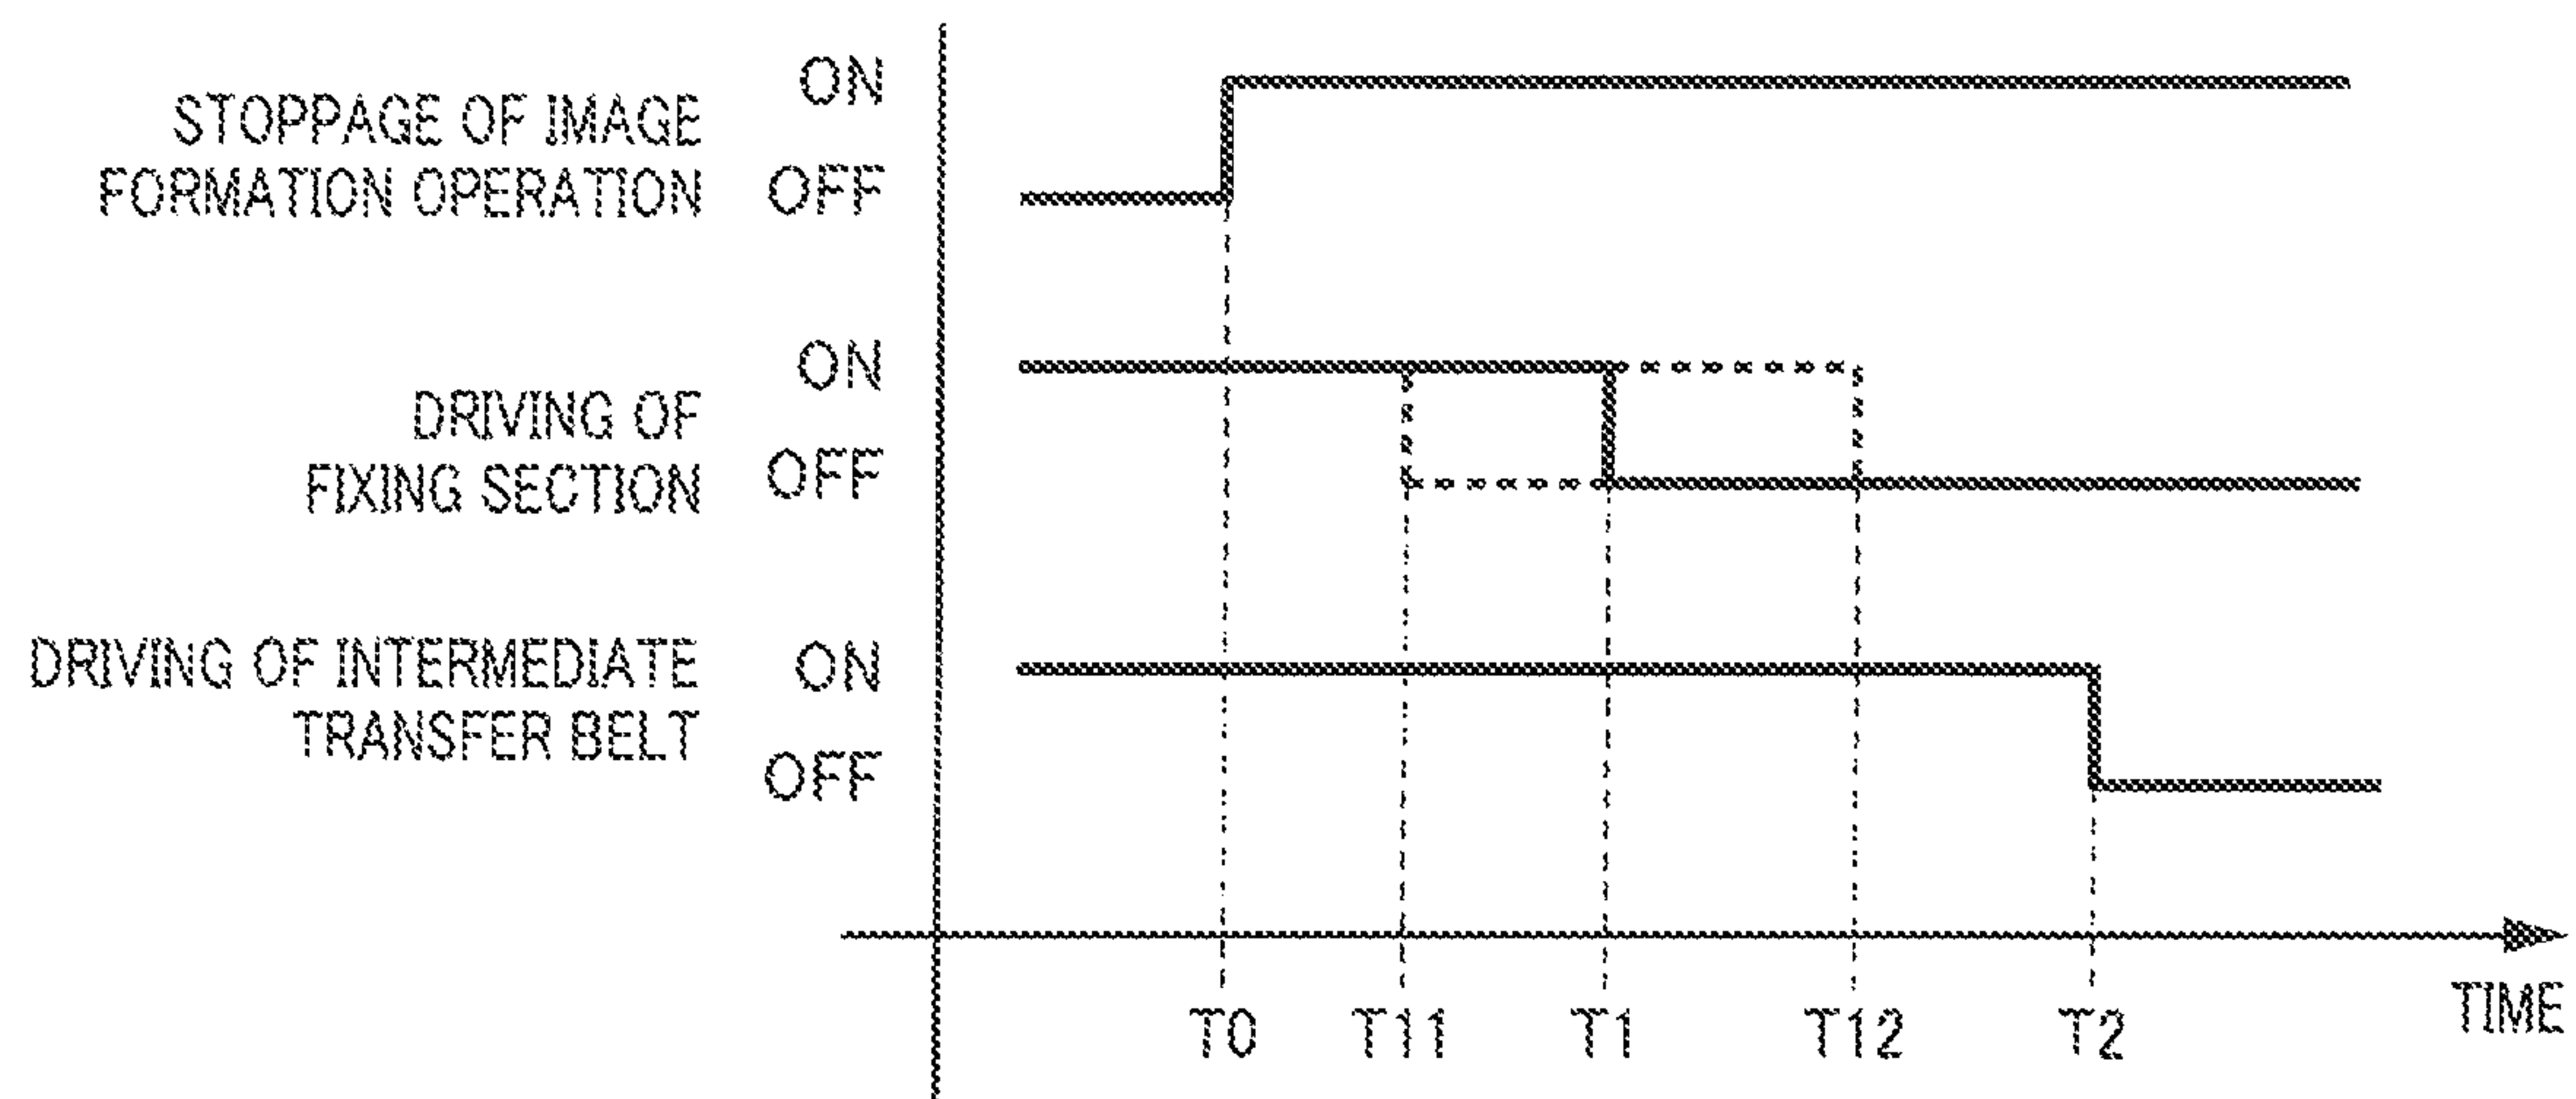 ON
STOPPAGE OF IMAGE
FORMATION OPERATION OFF
ON
DRIVING OF
FIXING SECTION OFF
DRIVING OF INTERMEDIATE ON
TRANSFER BELT
OFF
T0 T11 T1 T12 T2 TIME